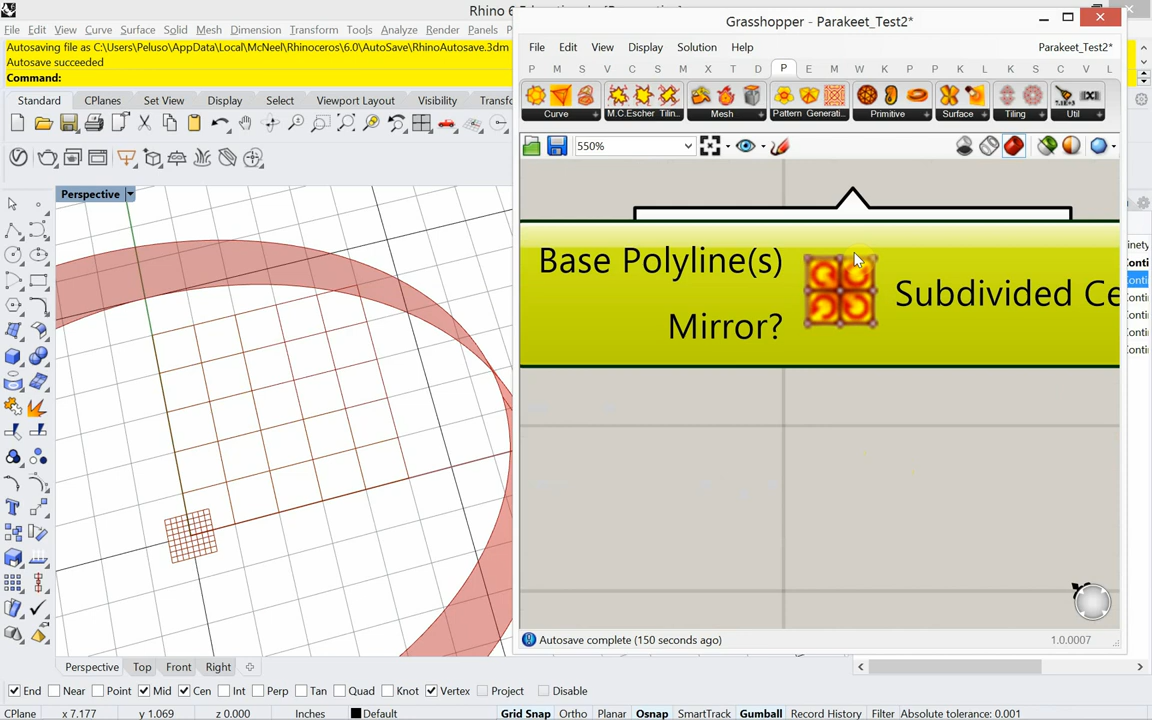 Rhino 6
Grasshopper - Parakeet_Test2*
File Edit View Curve Surface Solid Mesh Dimension Transform Tools Analyze Render Panels
Autosaving file as C:\Users\Peluso\AppData\Local\McNeel\Rhinoceros\6.0\AutoSave\RhinoAutosave.3dm
Autosave succeeded
Command:
Standard CPlanes Set View Display Select Viewport Layout Visibility Transfo
Perspective
File Edit View Display Solution Help
Parakeet_Test2*
P M S V C S M X T D P E M W K P P K L K S C V L
Curve M.C.Escher Tilin... Mesh Pattern Generati... Primitive Surface Tiling Util
550%
Base Polyline(s)
Mirror?
Subdivided Ce
Autosave complete (150 seconds ago)
1.0.0007
Perspective Top Front Right
End Near Point Mid Cen Int Perp Tan Quad Knot Vertex Project Disable
CPlane x 7.177 y 1.069 z 0.000 Inches Default Grid Snap Ortho Planar Osnap SmartTrack Gumball Record History Filter Absolute tolerance: 0.001